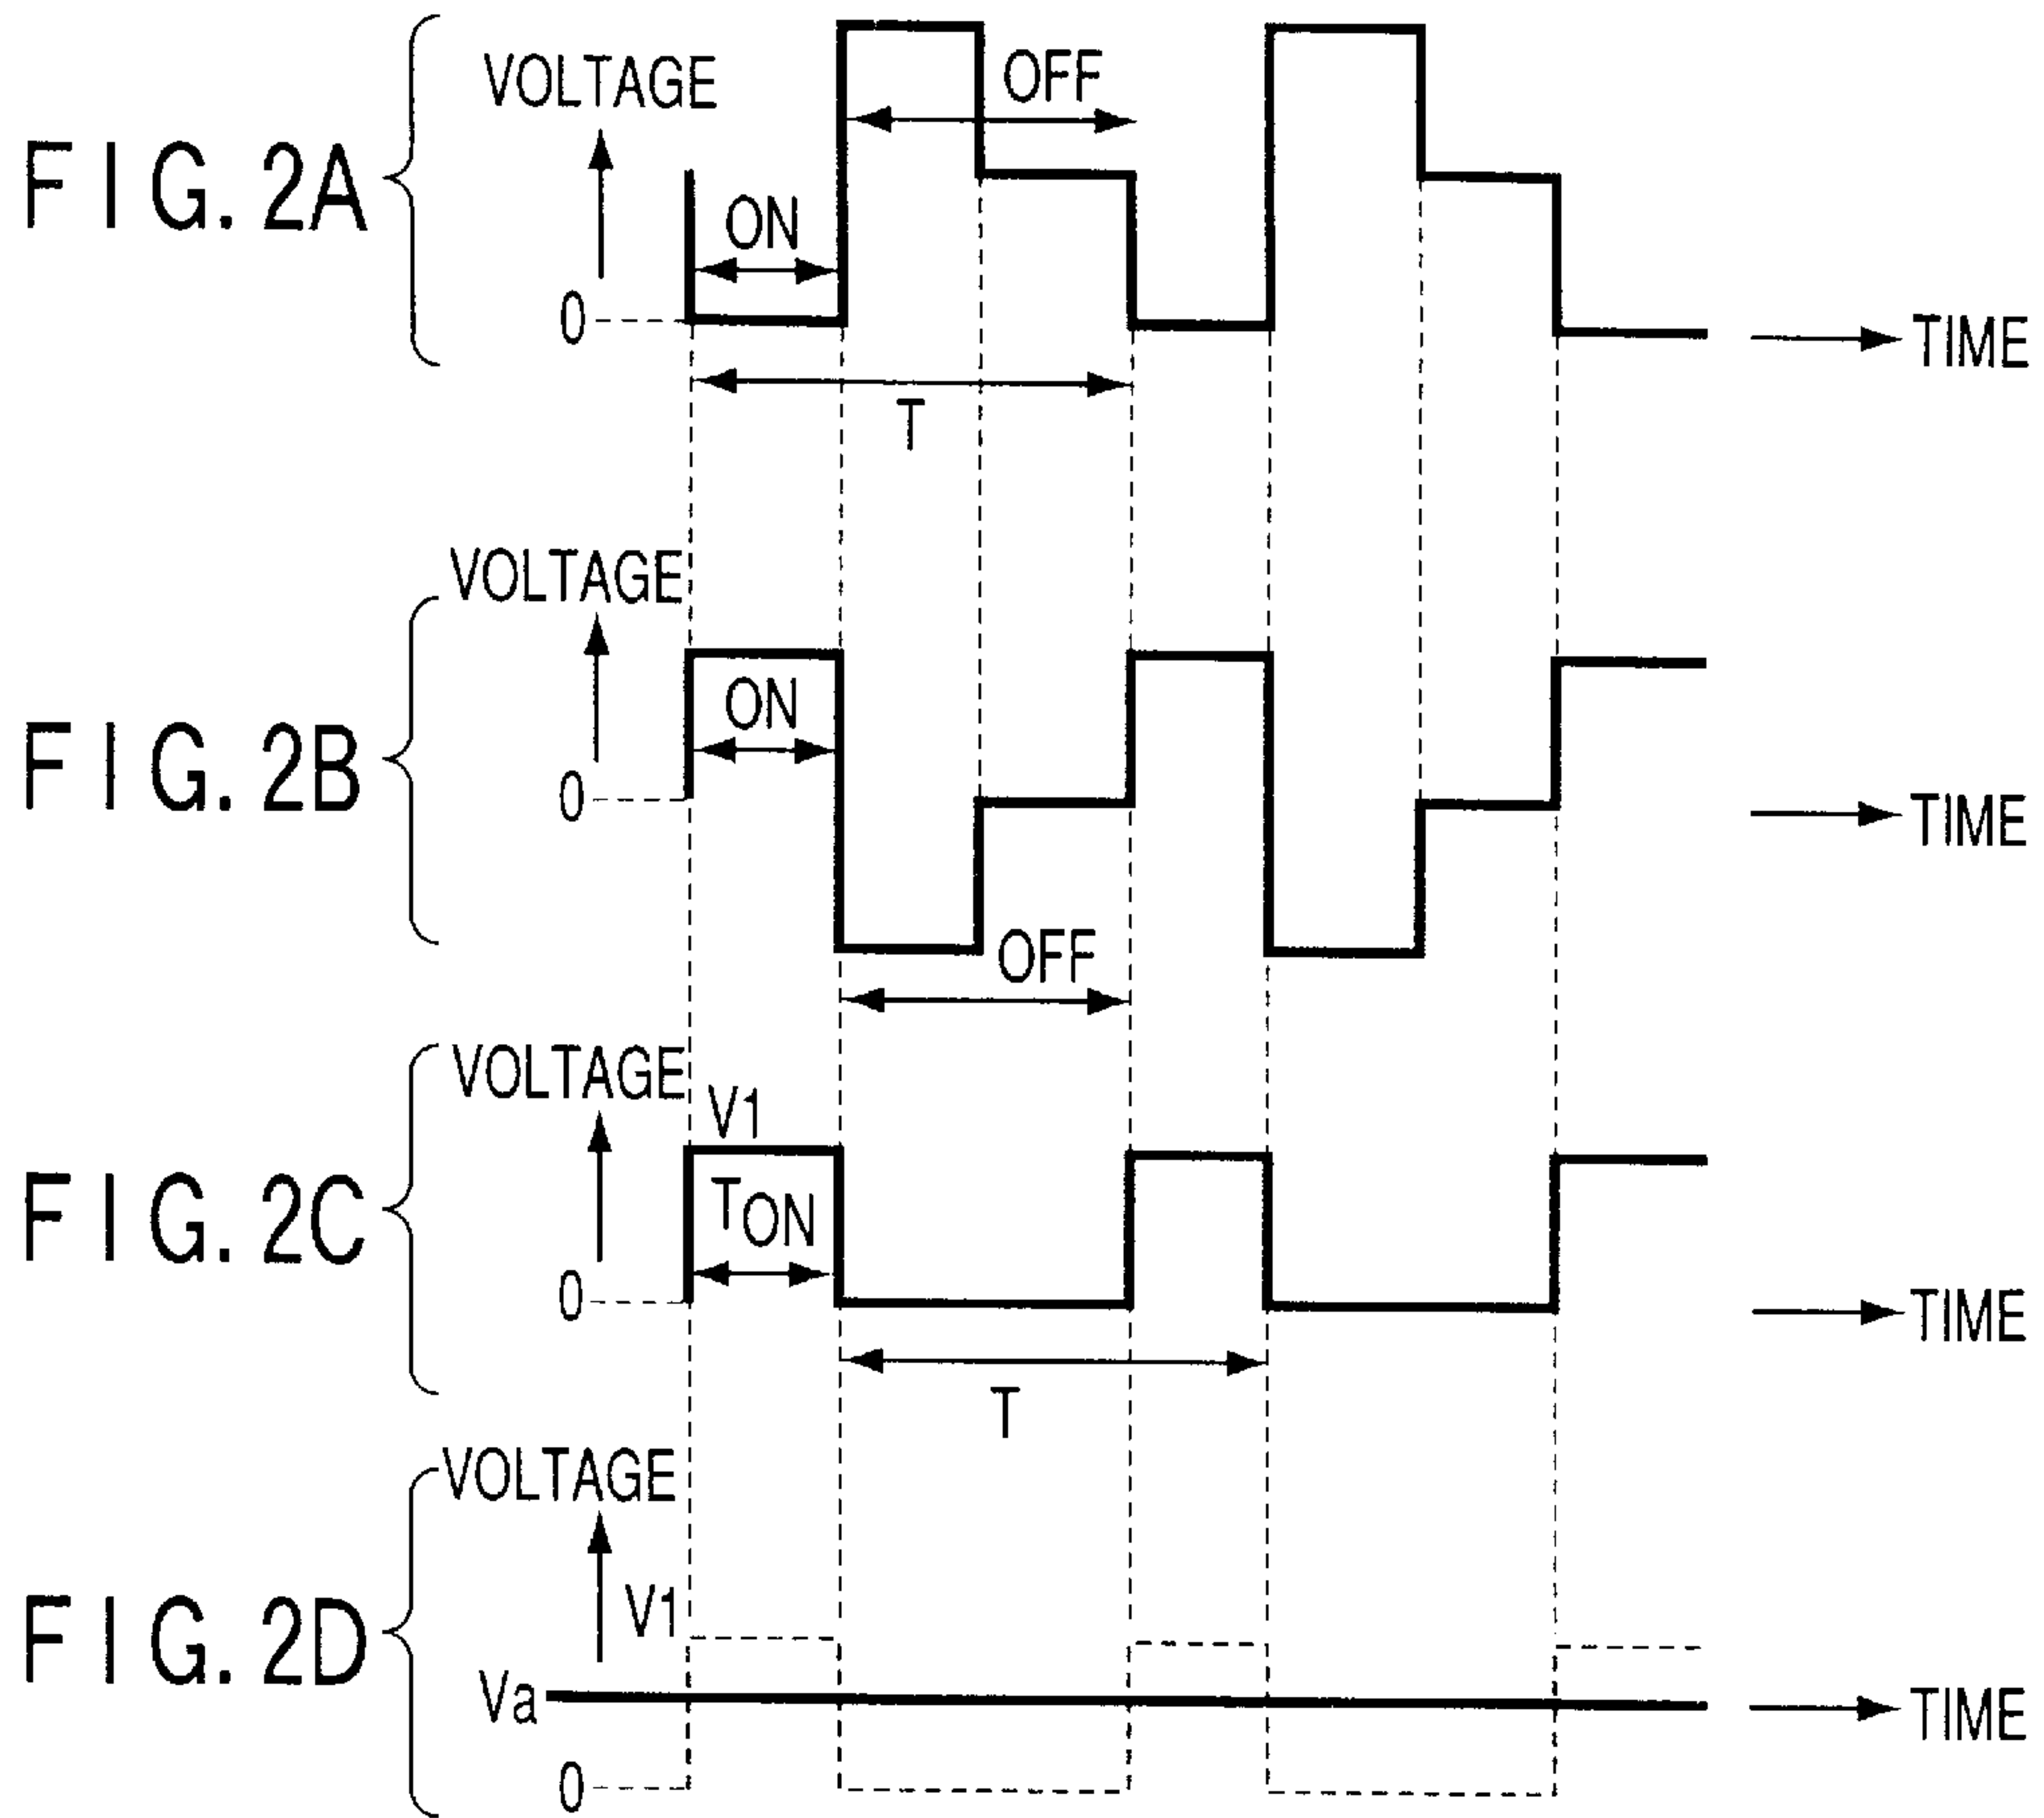 FIG. 2A
VOLTAGE
OFF
ON
0
TIME
T
FIG. 2B
VOLTAGE
ON
0
TIME
OFF
FIG. 2C
VOLTAGE
V1
TON
0
TIME
T
FIG. 2D
VOLTAGE
V1
Va
TIME
0